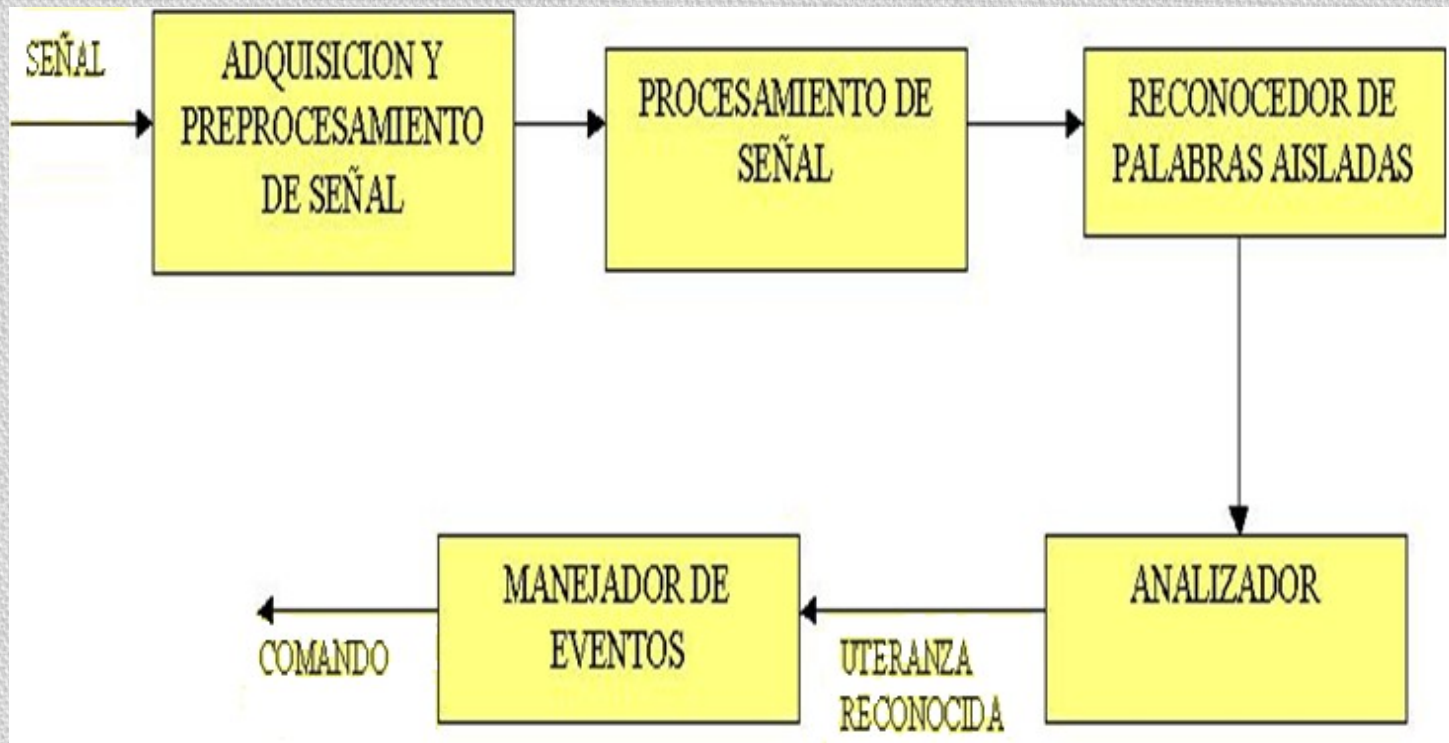 SEÑAL
ADQUISICION Y
PREPROCESAMIENTO
DE SEÑAL
PROCESAMIENTO DE
SEÑAL
RECONOCEDOR DE
PALABRAS AISLADAS
ANALIZADOR
UTERANZA
RECONOCIDA
MANEJADOR DE
EVENTOS
COMANDO